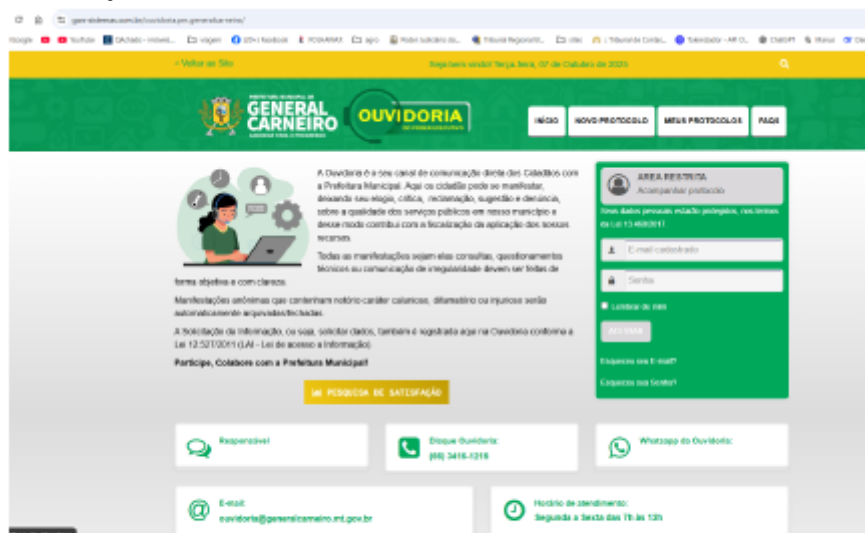 Voltar ao Site
Seja bem vindo! Terça-feira, 07 de Outubro de 2025
PREFEITURA MUNICIPAL DE
GENERAL
CARNEIRO
OUVIDORIA
INÍCIO NOVO PROTOCOLO MEUS PROTOCOLOS FAQS
A Ouvidoria é o seu canal de comunicação direta dos Cidadãos com
a Prefeitura Municipal. Aqui os cidadão pode se manifestar,
deixando seu elogio, crítica, reclamação, sugestão e denúncia,
sobre a qualidade dos serviços públicos em nosso município e
desse modo contribui com a fiscalização da aplicação dos nossos
recursos.
Todas as manifestações sejam elas consultas, questionamentos
técnicos ou comunicação de irregularidade devem ser feitas de
forma objetiva e com clareza.
Manifestações anônimas que contenham notório caráter calunioso, difamatório ou injurioso serão
automaticamente arquivadas/fechadas.
A Solicitação de Informação, ou seja, solicitar dados, também é registrada aqui na Ouvidoria conforme a
Lei 12.527/2011 (LAI - Lei de acesso a Informação)
Participe, Colabore com a Prefeitura Municipal!
PESQUISA DE SATISFAÇÃO
ÁREA RESTRITA
Acompanhar protocolo
Seus dados pessoais estarão protegidos, nos termos
da Lei 13.460/2017
E-mail cadastrado
Senha
Lembrar de mim
ACESSAR
Esqueceu seu E-mail?
Esqueceu sua Senha?
Responsável
Disque Ouvidoria:
(66) 3416-1216
Whatsapp da Ouvidoria:
E-mail:
ouvidoria@generalcarneiro.mt.gov.br
Horário de atendimento:
Segunda a Sexta das 7h às 13h